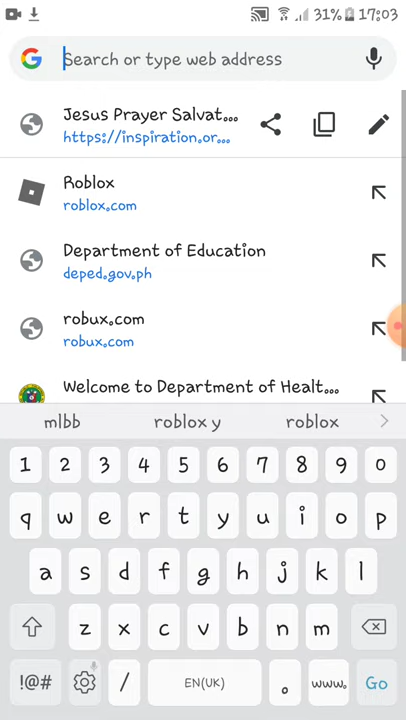 31% 17:03
Search or type web address
Jesus Prayer Salvat...
https://inspiration.or...
Roblox
roblox.com
Department of Education
deped.gov.ph
robux.com
robux.com
Welcome to Department of Healt...
mlbb roblox y roblox
1 2 3 4 5 6 7 8 9 0
q w e r t y u i o p
a s d f g h j k l
z x c v b n m
!@# / EN(UK) . www. Go